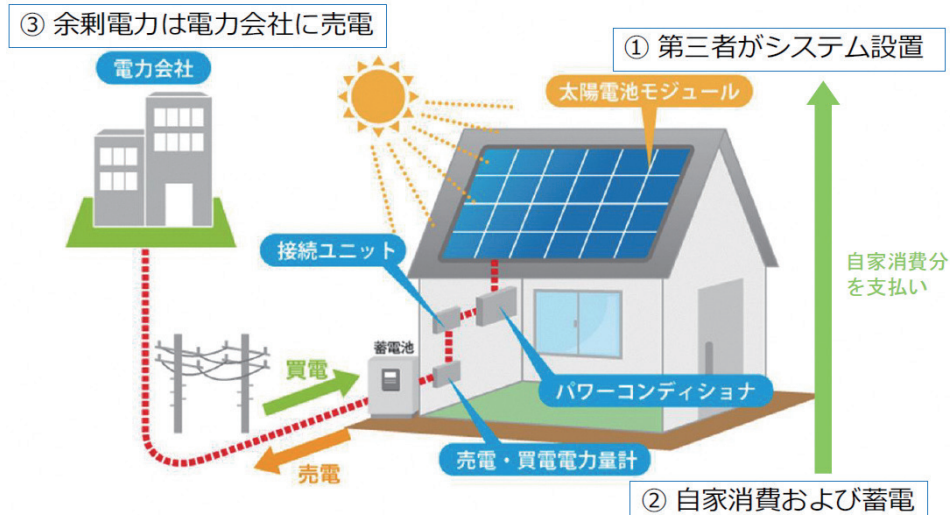 ③ 余剰電力は電力会社に売電
① 第三者がシステム設置
電力会社
太陽電池モジュール
接続ユニット
自家消費分
を支払い
蓄電池
買電
パワーコンディショナ
売電・買電電力量計
売電
② 自家消費および蓄電